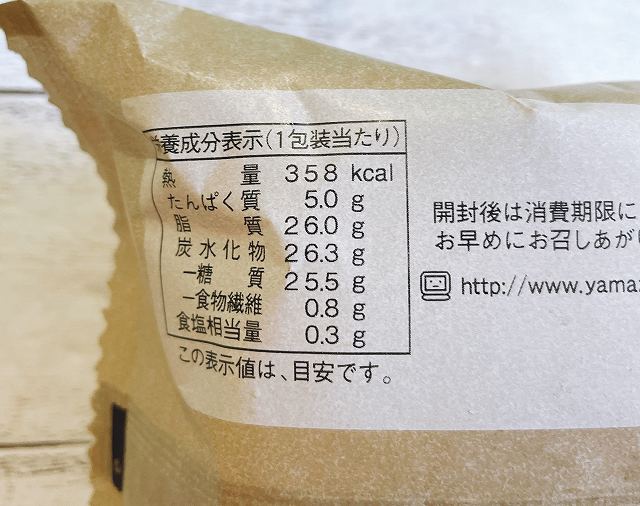 養成分表示(1包装当たり)
熱量 358 kcal
たんぱく質 5.0 g
脂質 26.0 g
炭水化物 26.3 g
－糖質 25.5 g
－食物繊維 0.8 g
食塩相当量 0.3 g
この表示値は、目安です。
開封後は消費期限に
お早めにお召しあが
http://www.yama